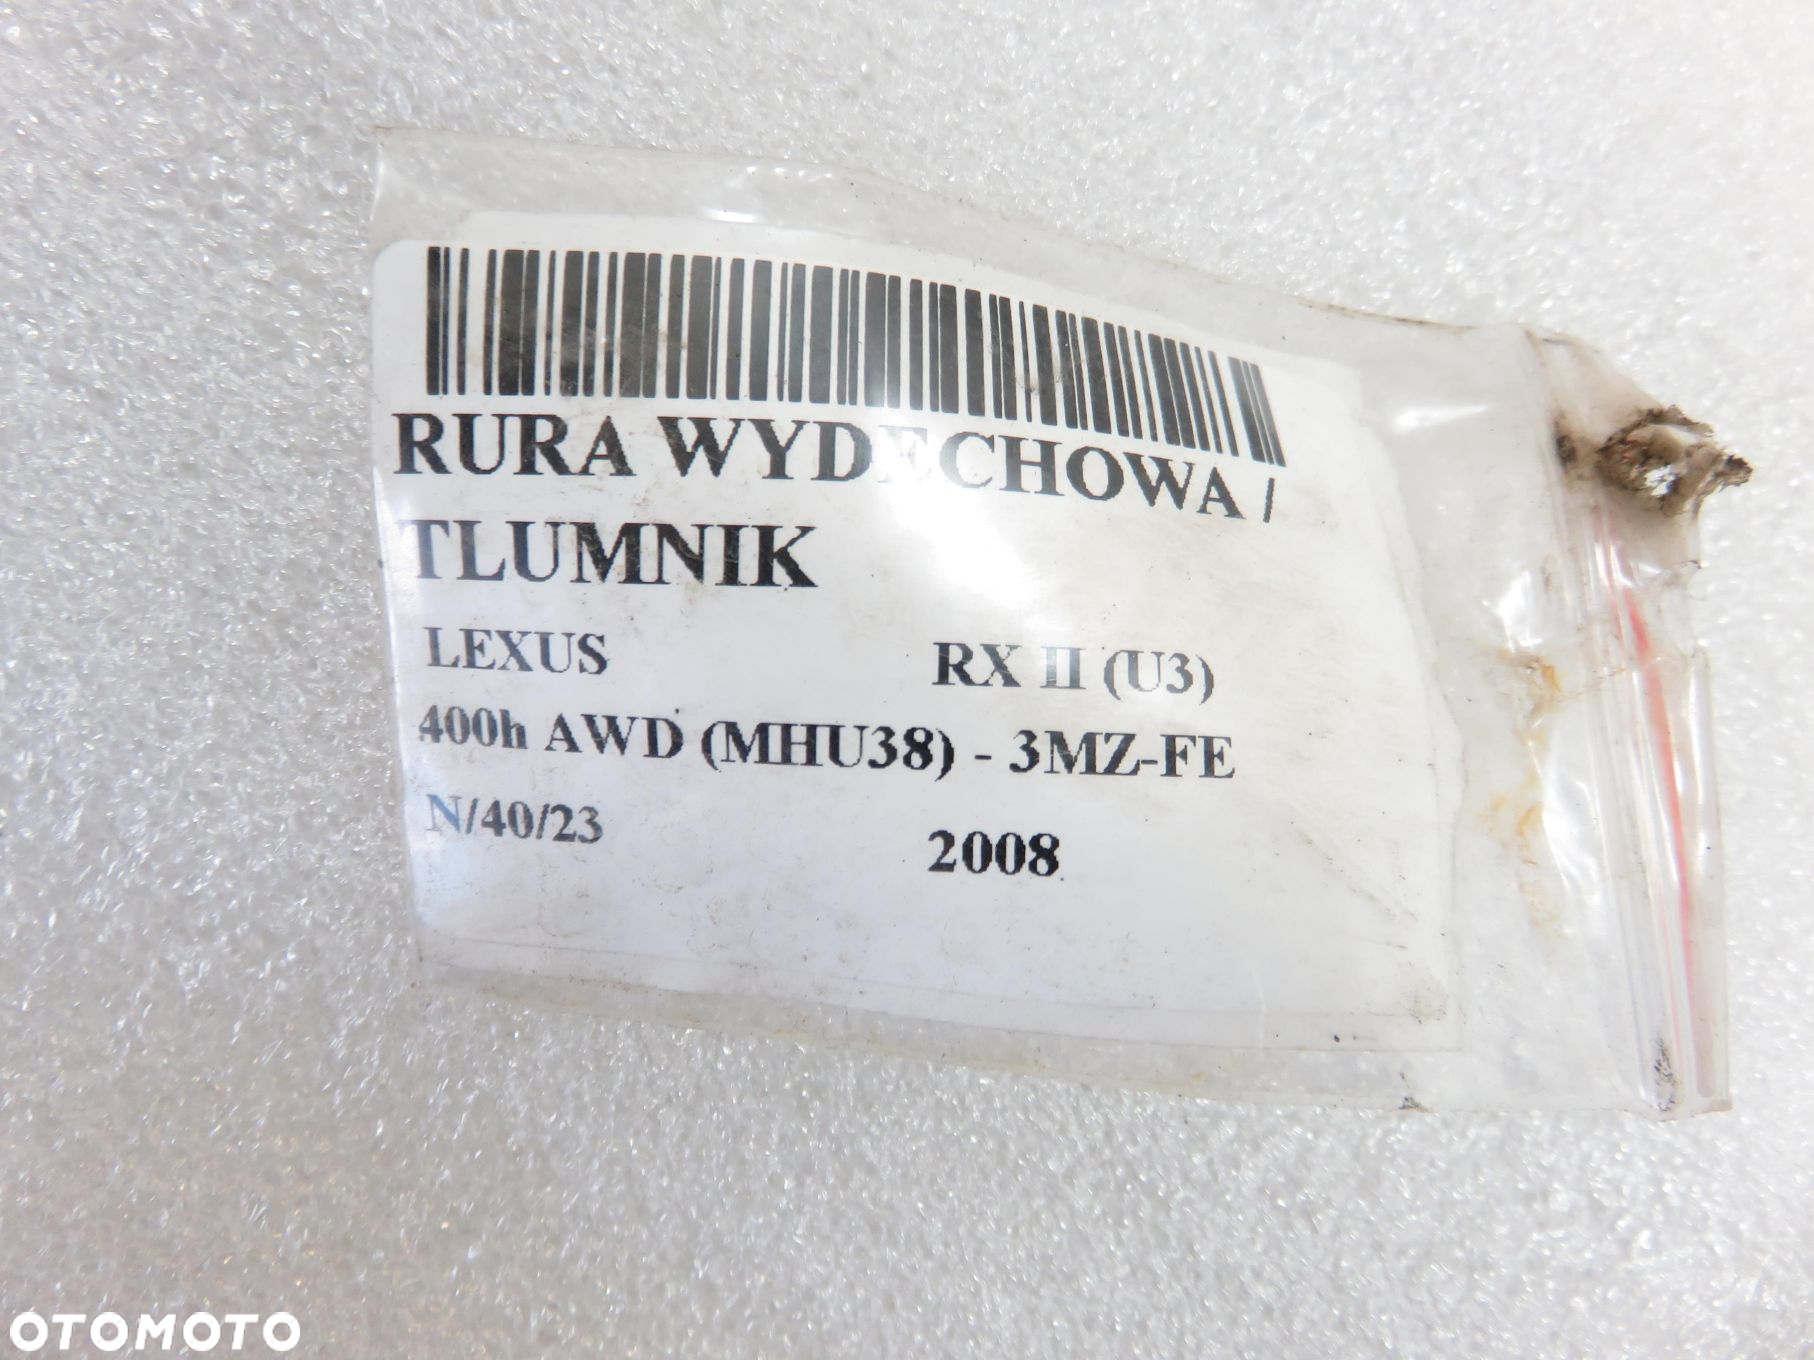 RURA WYDECHOWA /
TLUMNIK
LEXUS RX II (U3)
400h AWD (MHU38) - 3MZ-FE
N/40/23 2008
OTOMOTO